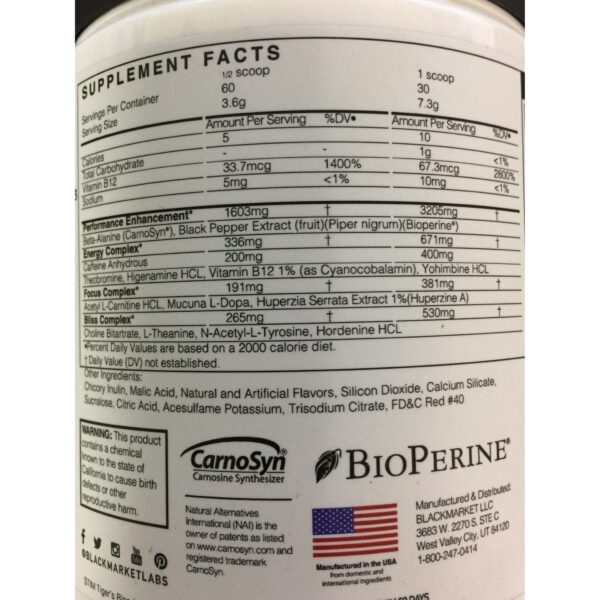 SUPPLEMENT FACTS
1/2 scoop 1 scoop
Servings Per Container 60 30
Serving Size 3.6g 7.3g
Amount Per Serving %DV• Amount Per Serving %DV•
Calories 5 10
Total Carbohydrate - - 1g <1%
Vitamin B12 33.7mcg 1400% 67.3mcg 2800%
Sodium 5mg <1% 10mg <1%
Performance Enhancement* 1603mg † 3205mg †
Beta-Alanine (CarnoSyn®), Black Pepper Extract (fruit)(Piper nigrum)(Bioperine®)
Energy Complex* 336mg † 671mg †
Caffeine Anhydrous 200mg 400mg
Theobromine, Higenamine HCL, Vitamin B12 1% (as Cyanocobalamin), Yohimbine HCL
Focus Complex* 191mg † 381mg †
Acetyl L-Carnitine HCL, Mucuna L-Dopa, Huperzia Serrata Extract 1%(Huperzine A)
Bliss Complex* 265mg † 530mg †
Choline Bitartrate, L-Theanine, N-Acetyl-L-Tyrosine, Hordenine HCL
•Percent Daily Values are based on a 2000 calorie diet.
† Daily Value (DV) not established.
Other Ingredients:
Chicory Inulin, Malic Acid, Natural and Artificial Flavors, Silicon Dioxide, Calcium Silicate,
Sucralose, Citric Acid, Acesulfame Potassium, Trisodium Citrate, FD&C Red #40
WARNING: This product
contains a chemical
known to the state of
California to cause birth
defects or other
reproductive harm.
CarnoSyn®
Carnosine Synthesizer
Natural Alternatives
International (NAI) is the
owner of patents as listed
on www.carnosyn.com and
registered trademark
CarnoSyn.
BIOPERINE®
Manufactured in the USA
from domestic and
international ingredients
Manufactured & Distributed:
BLACKMARKET LLC
3683 W. 2270 S. STE C
West Valley City, UT 84120
1-800-247-0414
You Tube
@BLACKMARKETLABS
STIM Tiger's
DAYS